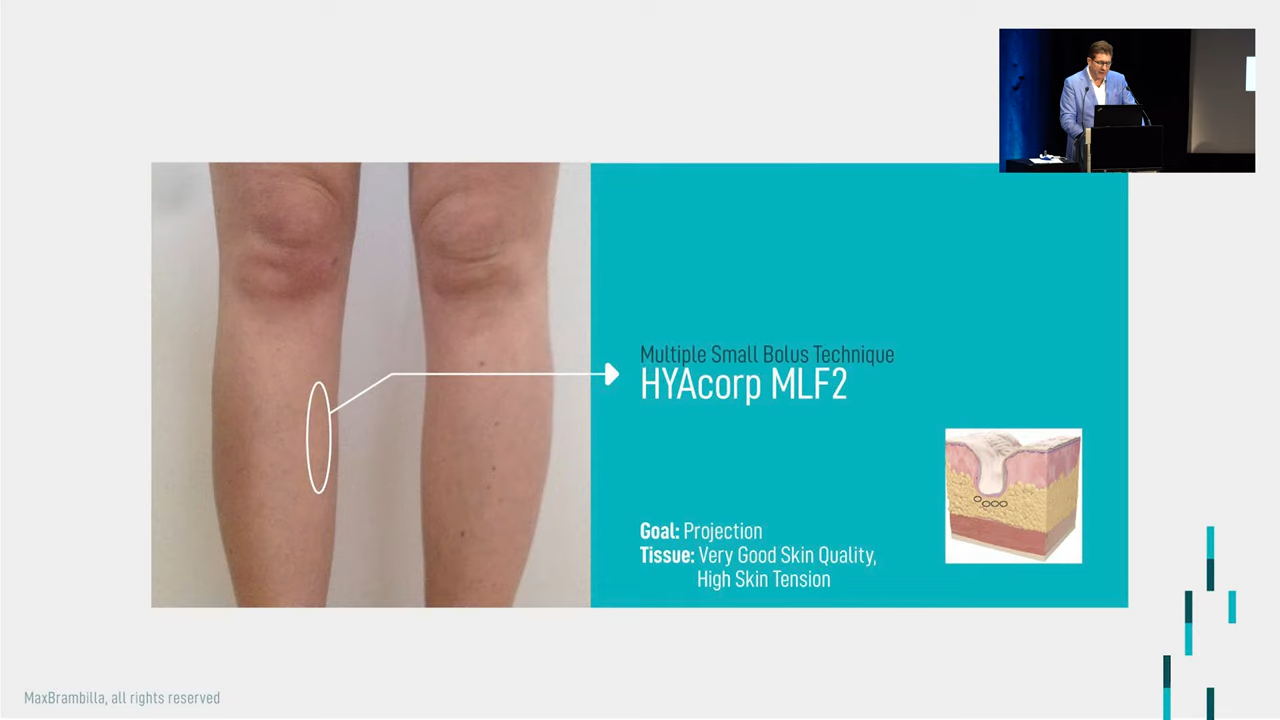 Multiple Small Bolus Technique
HYAcorp MLF2
Goal: Projection
Tissue: Very Good Skin Quality,
High Skin Tension
MaxBrambilla, all rights reserved